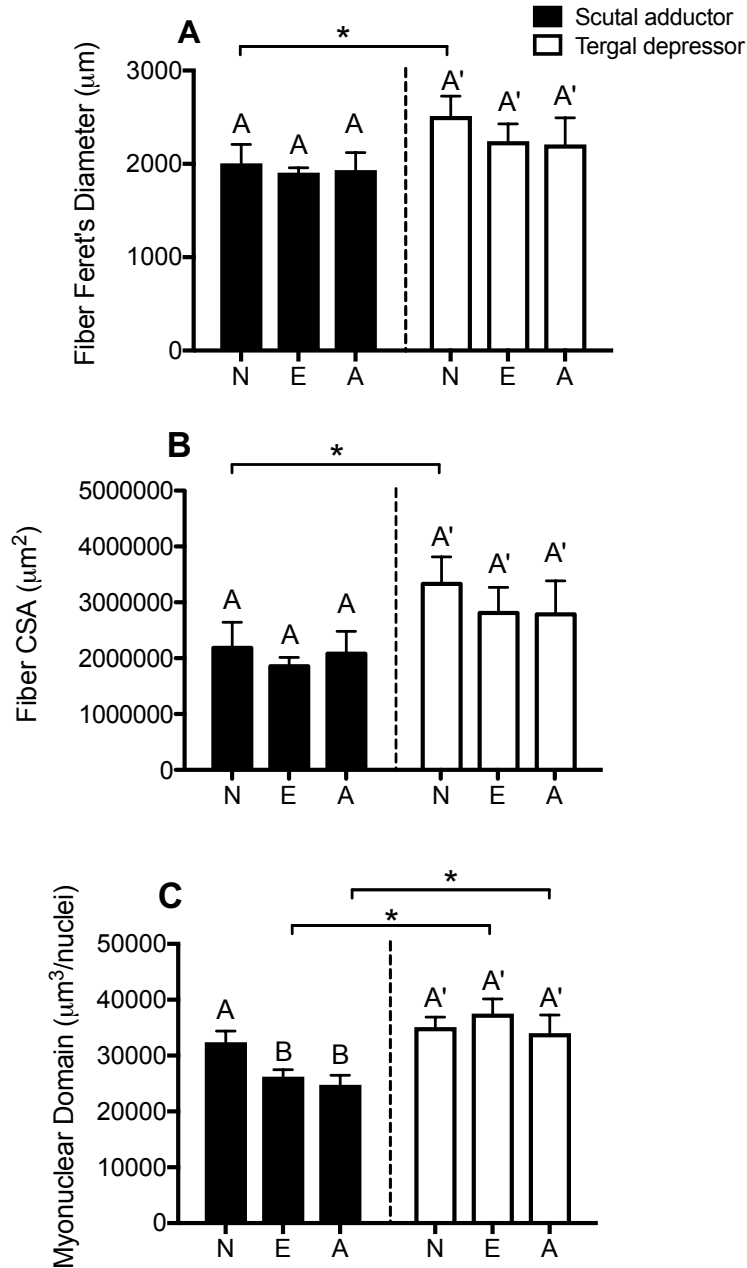 Scutal adductor
Tergal depressor
A
*
Fiber Feret's Diameter (μm)
3000
2000
1000
0
A A A A' A' A'
N E A N E A
B
*
Fiber CSA (μm²)
5000000
4000000
3000000
2000000
1000000
0
A A A A' A' A'
N E A N E A
C
*
*
Myonuclear Domain (μm³/nuclei)
50000
40000
30000
20000
10000
0
A B B A' A' A'
N E A N E A